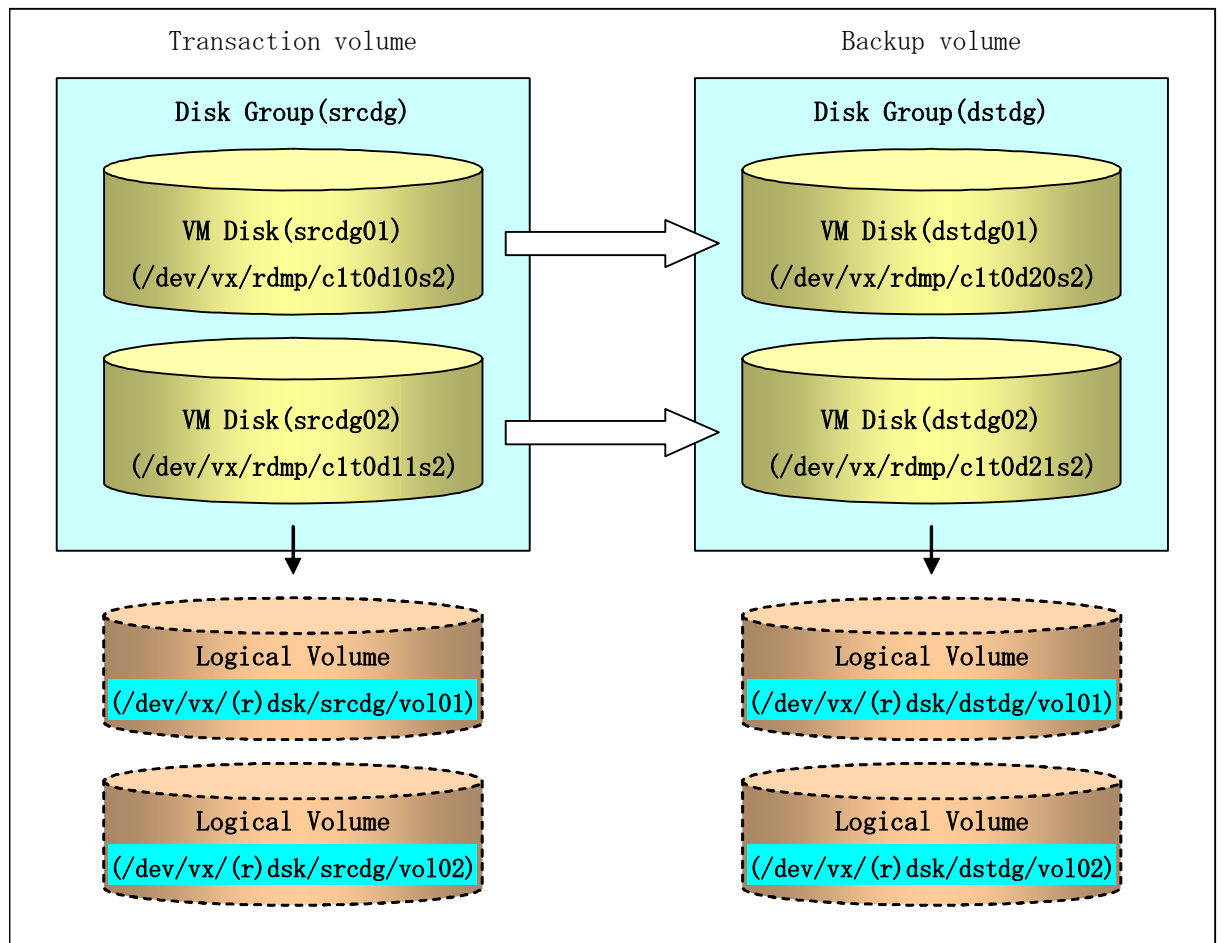 Transaction volume
Backup volume
Disk Group(srcdg)
VM Disk(srcdg01)
(/dev/vx/rdmp/c1t0d10s2)
VM Disk(srcdg02)
(/dev/vx/rdmp/c1t0d11s2)
Disk Group(dstdg)
VM Disk(dstdg01)
(/dev/vx/rdmp/c1t0d20s2)
VM Disk(dstdg02)
(/dev/vx/rdmp/c1t0d21s2)
Logical Volume
(/dev/vx/(r)dsk/srcdg/vol01)
Logical Volume
(/dev/vx/(r)dsk/srcdg/vol02)
Logical Volume
(/dev/vx/(r)dsk/dstdg/vol01)
Logical Volume
(/dev/vx/(r)dsk/dstdg/vol02)